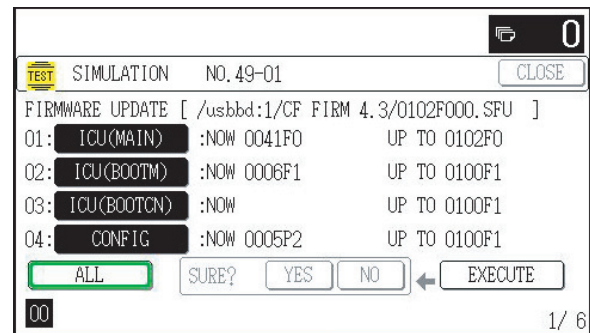 0
TEST SIMULATION NO.49-01 CLOSE
FIRMWARE UPDATE [ /usbbd:1/CF FIRM 4.3/0102F000.SFU ]
01: ICU(MAIN) :NOW 0041F0 UP TO 0102F0
02: ICU(BOOTM) :NOW 0006F1 UP TO 0100F1
03: ICU(BOOTCN) :NOW UP TO 0100F1
04: CONFIG :NOW 0005P2 UP TO 0100F1
ALL SURE? YES NO EXECUTE
00 1/ 6